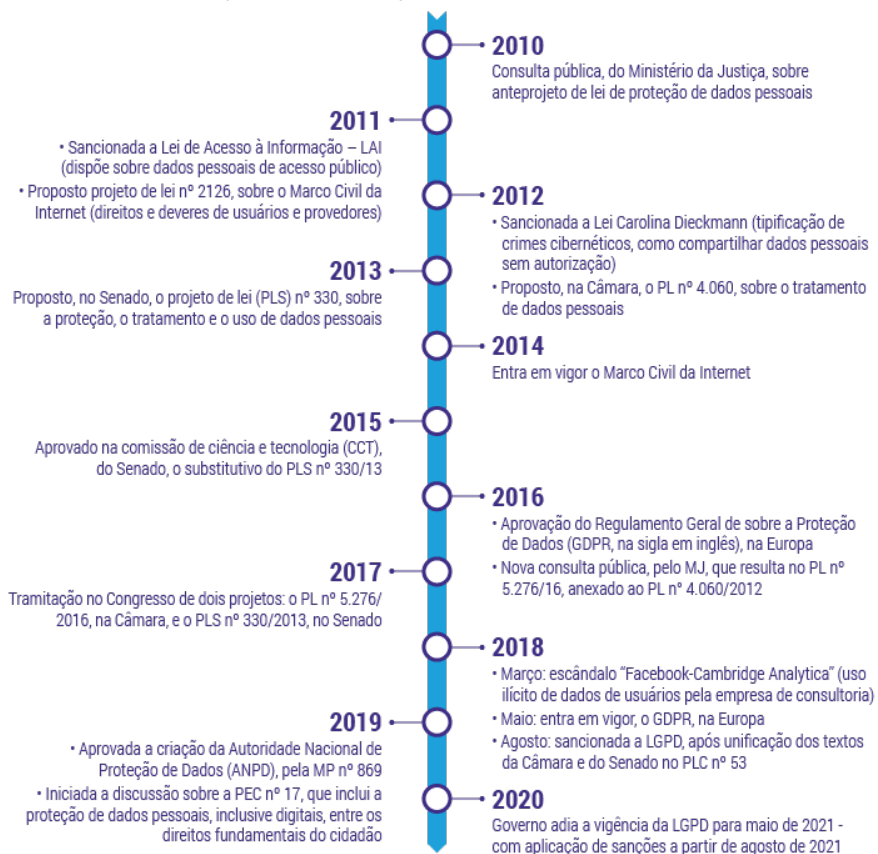 2010
Consulta pública, do Ministério da Justiça, sobre
anteprojeto de lei de proteção de dados pessoais
2011
• Sancionada a Lei de Acesso à Informação – LAI
(dispõe sobre dados pessoais de acesso público)
• Proposto projeto de lei nº 2126, sobre o Marco Civil da
Internet (direitos e deveres de usuários e provedores)
2012
• Sancionada a Lei Carolina Dieckmann (tipificação de
crimes cibernéticos, como compartilhar dados pessoais
sem autorização)
• Proposto, na Câmara, o PL nº 4.060, sobre o tratamento
de dados pessoais
2013
Proposto, no Senado, o projeto de lei (PLS) nº 330, sobre
a proteção, o tratamento e o uso de dados pessoais
2014
Entra em vigor o Marco Civil da Internet
2015
Aprovado na comissão de ciência e tecnologia (CCT),
do Senado, o substitutivo do PLS nº 330/13
2016
• Aprovação do Regulamento Geral de sobre a Proteção
de Dados (GDPR, na sigla em inglês), na Europa
• Nova consulta pública, pelo MJ, que resulta no PL nº
5.276/16, anexado ao PL n° 4.060/2012
2017
Tramitação no Congresso de dois projetos: o PL nº 5.276/
2016, na Câmara, e o PLS nº 330/2013, no Senado
2018
• Março: escândalo “Facebook-Cambridge Analytica” (uso
ilícito de dados de usuários pela empresa de consultoria)
• Maio: entra em vigor, o GDPR, na Europa
• Agosto: sancionada a LGPD, após unificação dos textos
da Câmara e do Senado no PLC nº 53
2019
• Aprovada a criação da Autoridade Nacional de
Proteção de Dados (ANPD), pela MP nº 869
• Iniciada a discussão sobre a PEC nº 17, que inclui a
proteção de dados pessoais, inclusive digitais, entre os
direitos fundamentais do cidadão
2020
Governo adia a vigência da LGPD para maio de 2021 -
com aplicação de sanções a partir de agosto de 2021